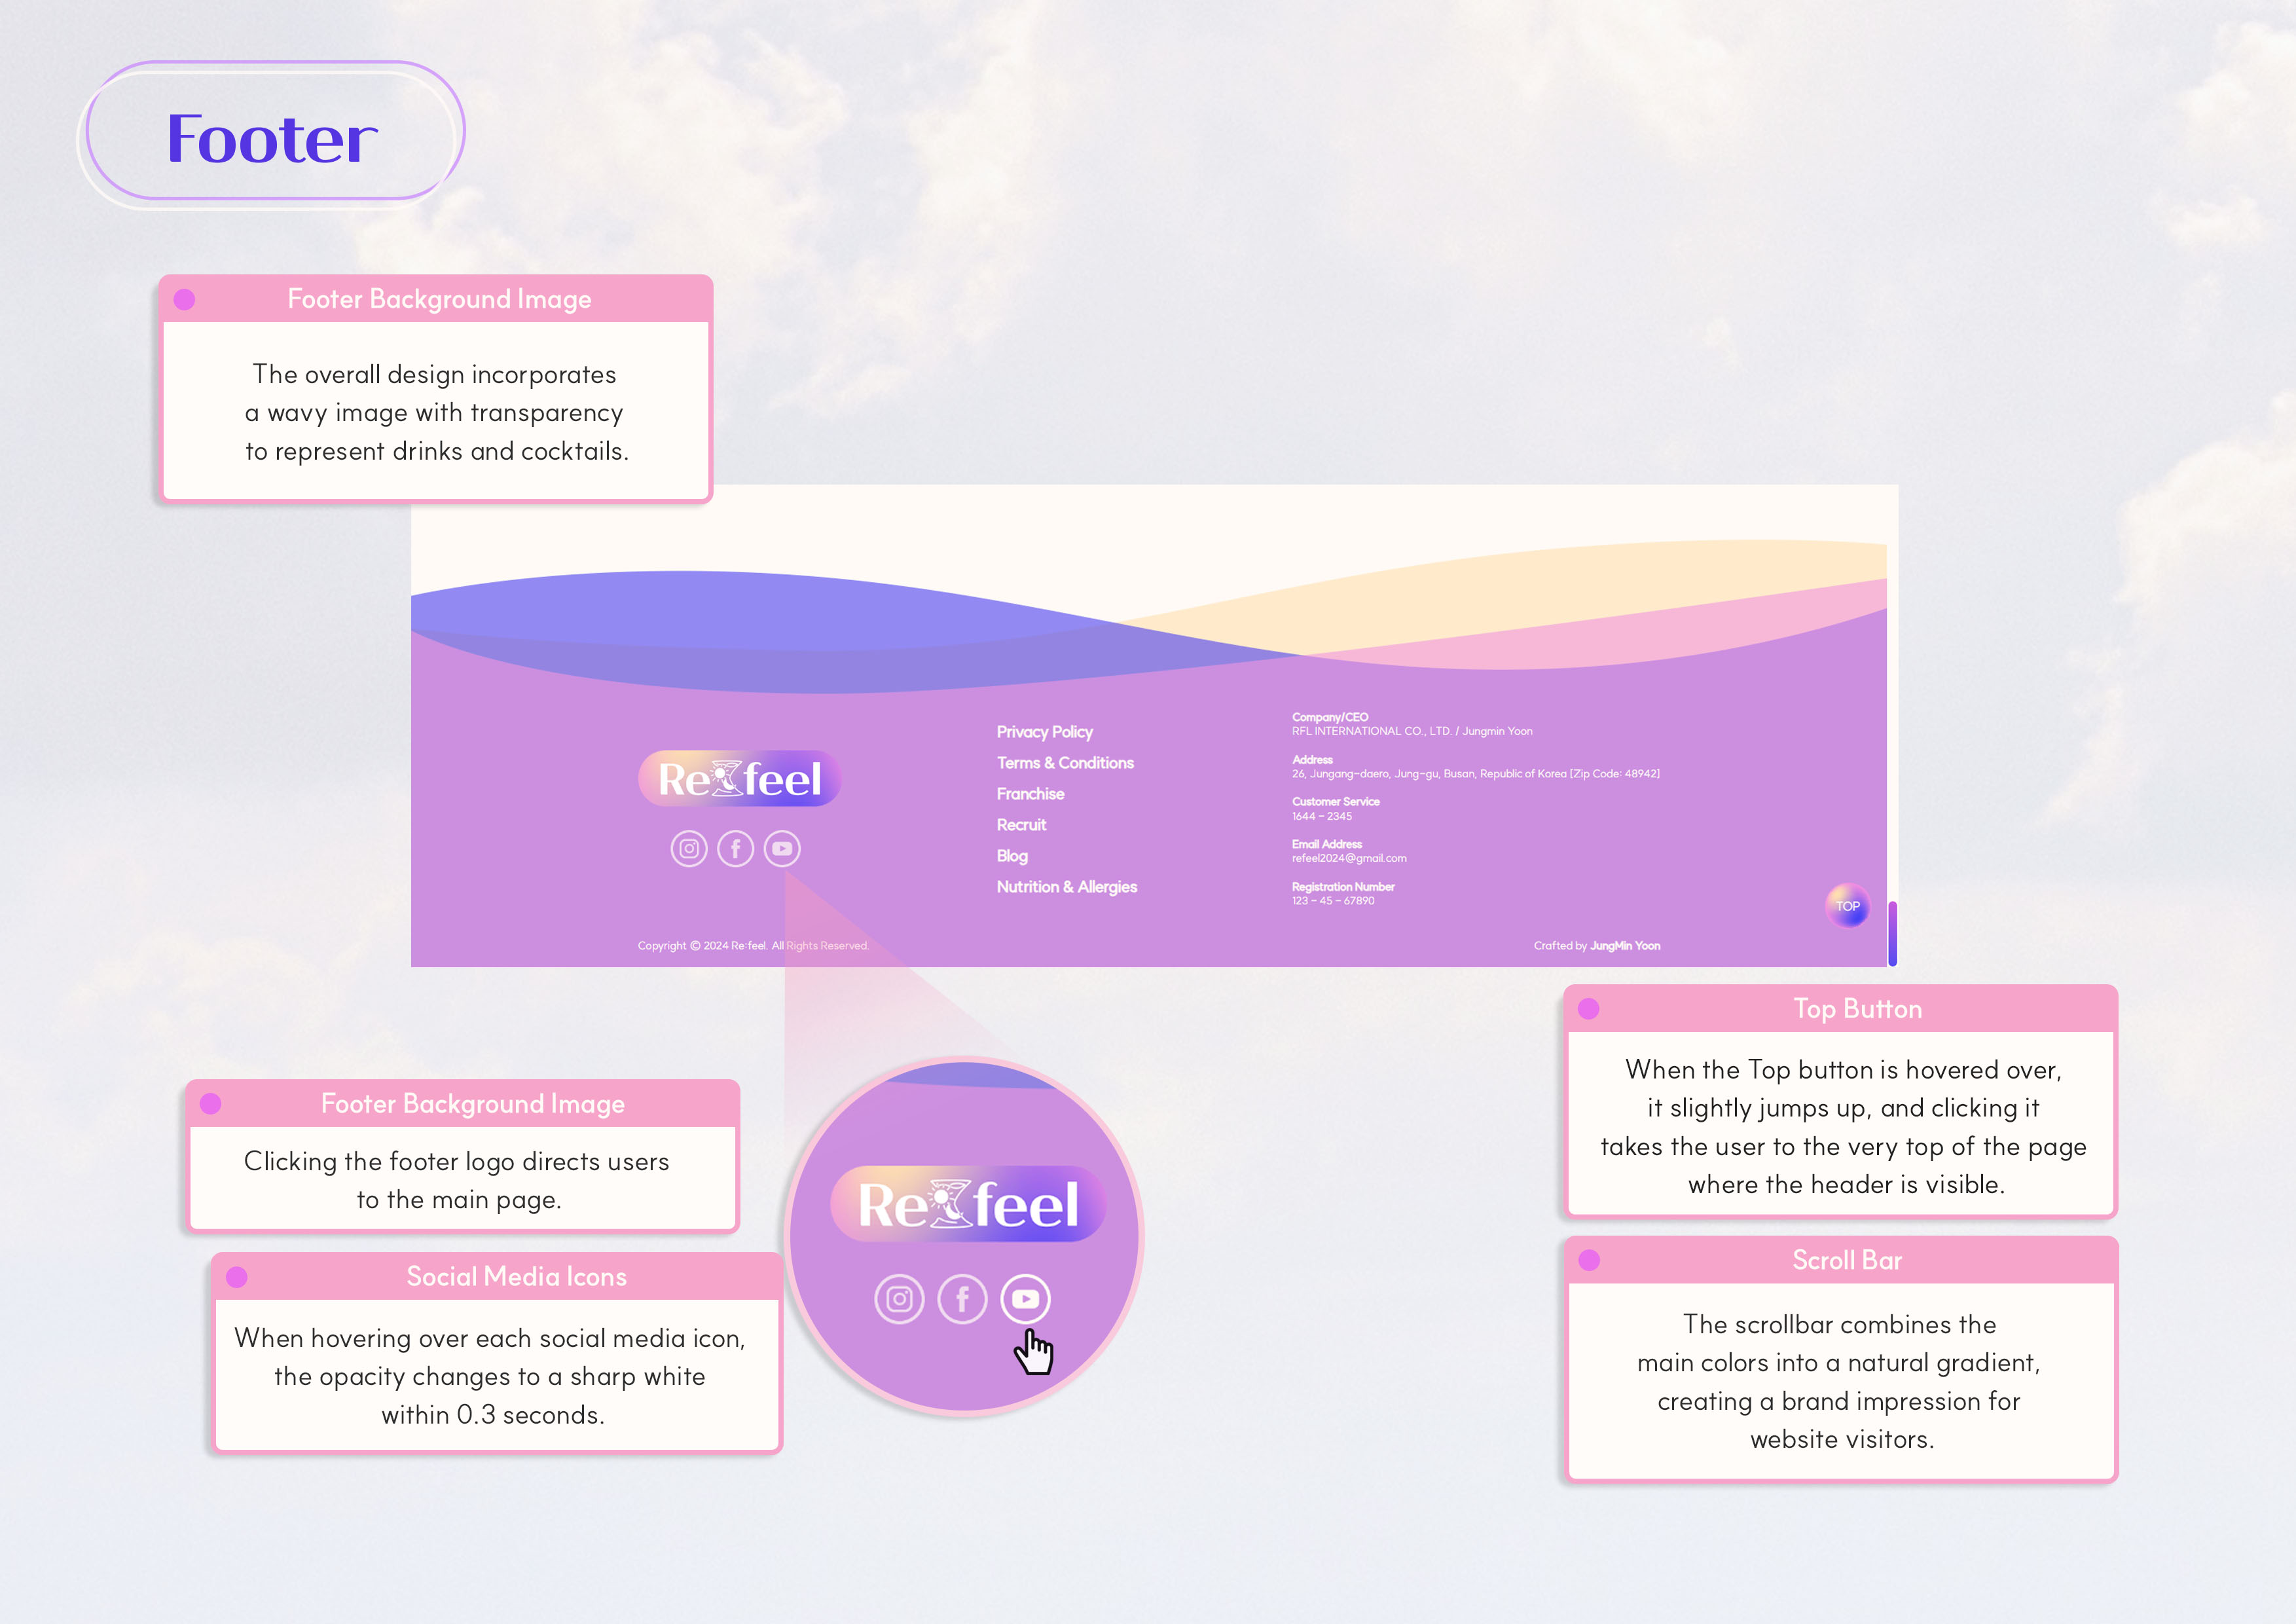 Footer
Footer Background Image
The overall design incorporates
a wavy image with transparency
to represent drinks and cocktails.
Re feel
Privacy Policy
Terms & Conditions
Franchise
Recruit
Blog
Nutrition & Allergies
Company/CEO
RFL INTERNATIONAL CO., LTD. / Jungmin Yoon
Address
26, Jungang-daero, Jung-gu, Busan, Republic of Korea [Zip Code: 48942]
Customer Service
1644 - 2345
Email Address
refeel2024@gmail.com
Registration Number
123 - 45 - 67890
TOP
Copyright © 2024 Re:feel. All Rights Reserved.
Crafted by JungMin Yoon
Footer Background Image
Clicking the footer logo directs users
to the main page.
Social Media Icons
When hovering over each social media icon,
the opacity changes to a sharp white
within 0.3 seconds.
Re feel
Top Button
When the Top button is hovered over,
it slightly jumps up, and clicking it
takes the user to the very top of the page
where the header is visible.
Scroll Bar
The scrollbar combines the
main colors into a natural gradient,
creating a brand impression for
website visitors.